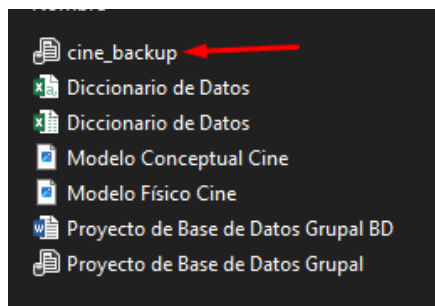 Nombre
cine_backup
Diccionario de Datos
Diccionario de Datos
Modelo Conceptual Cine
Modelo Físico Cine
Proyecto de Base de Datos Grupal BD
Proyecto de Base de Datos Grupal